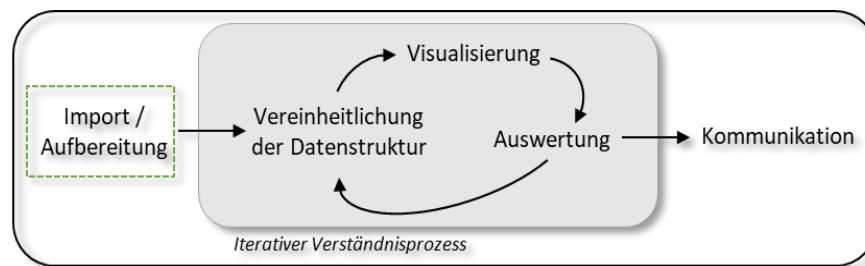 Import /
Aufbereitung
Vereinheitlichung
der Datenstruktur
Visualisierung
Auswertung
Kommunikation
Iterativer Verständnisprozess